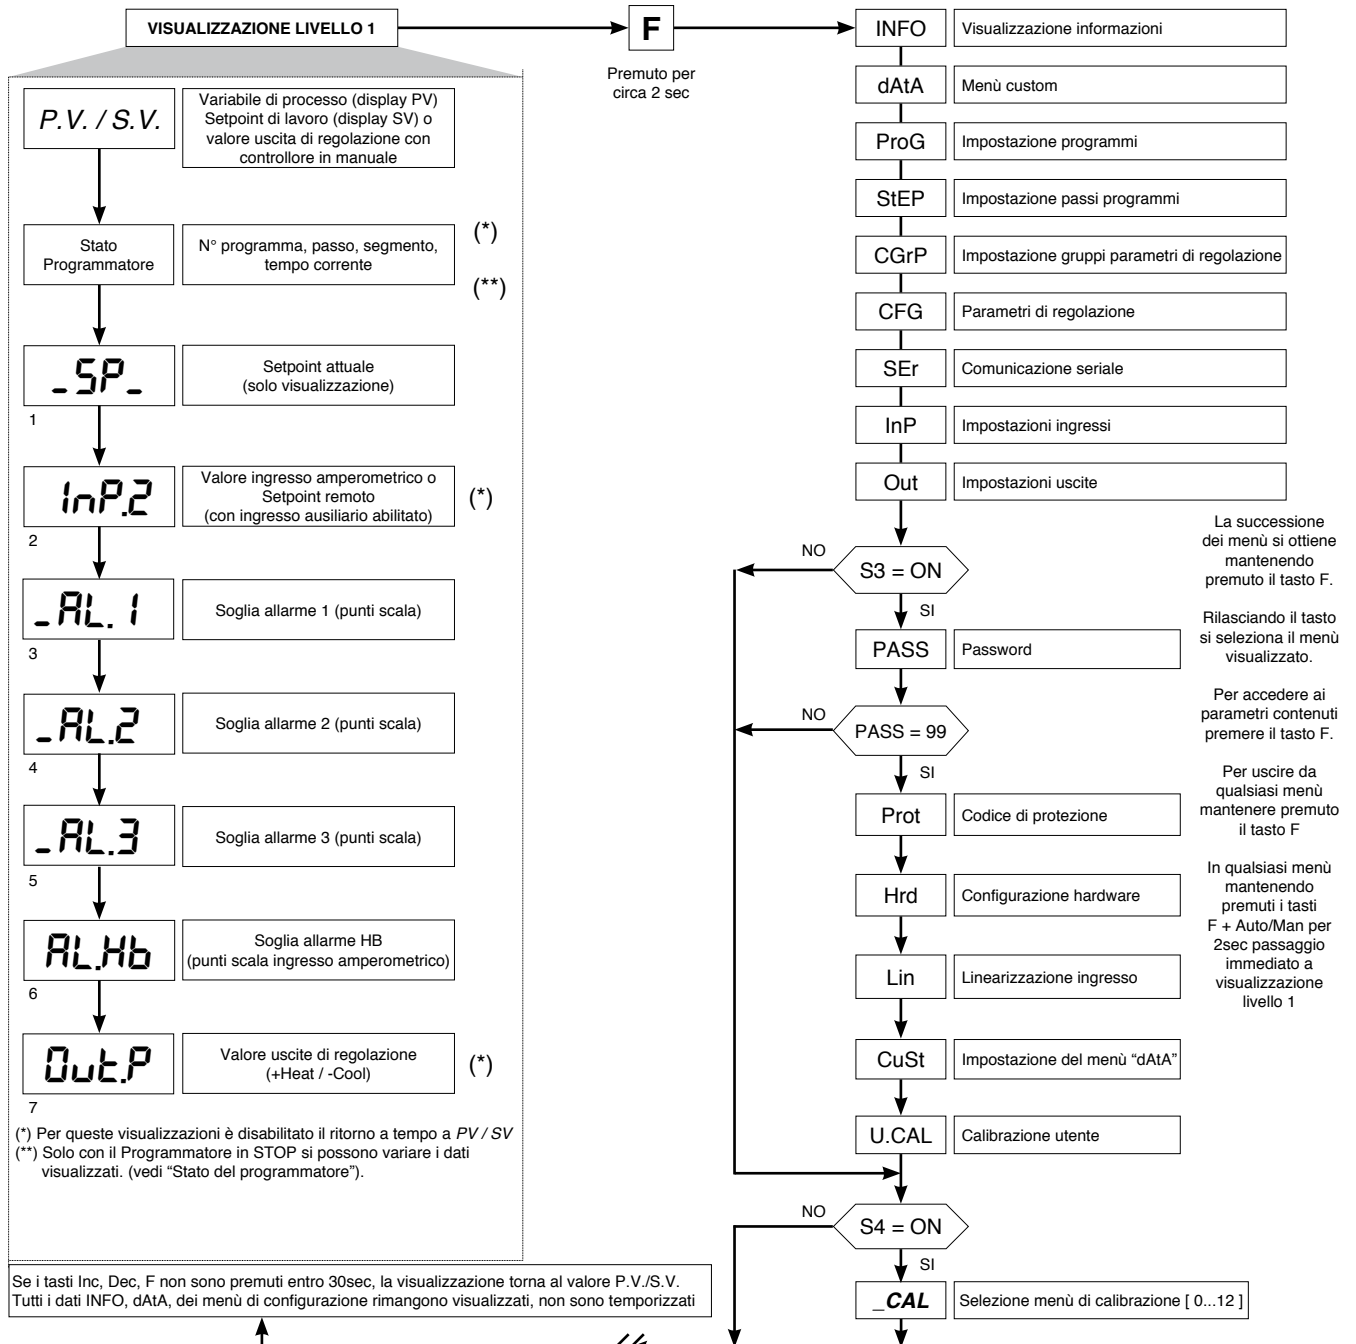 VISUALIZZAZIONE LIVELLO 1
F
Premuto per
circa 2 sec
P.V. / S.V.
Variabile di processo (display PV)
Setpoint di lavoro (display SV) o
valore uscita di regolazione con
controllore in manuale
Stato
Programmatore
N° programma, passo, segmento,
tempo corrente
(*)
(**)
_SP_
Setpoint attuale
(solo visualizzazione)
1
InP.2
Valore ingresso amperometrico o
Setpoint remoto
(con ingresso ausiliario abilitato)
(*)
2
_AL.1
Soglia allarme 1 (punti scala)
3
_AL.2
Soglia allarme 2 (punti scala)
4
_AL.3
Soglia allarme 3 (punti scala)
5
AL.Hb
Soglia allarme HB
(punti scala ingresso amperometrico)
6
Out.P
Valore uscite di regolazione
(+Heat / -Cool)
(*)
7
(*) Per queste visualizzazioni è disabilitato il ritorno a tempo a PV / SV
(**) Solo con il Programmatore in STOP si possono variare i dati
visualizzati. (vedi “Stato del programmatore”).
Se i tasti Inc, Dec, F non sono premuti entro 30sec, la visualizzazione torna al valore P.V./S.V.
Tutti i dati INFO, dAtA, dei menù di configurazione rimangono visualizzati, non sono temporizzati
INFO
Visualizzazione informazioni
dAtA
Menù custom
ProG
Impostazione programmi
StEP
Impostazione passi programmi
CGrP
Impostazione gruppi parametri di regolazione
CFG
Parametri di regolazione
SEr
Comunicazione seriale
InP
Impostazioni ingressi
Out
Impostazioni uscite
NO
S3 = ON
SI
PASS
Password
NO
PASS = 99
SI
Prot
Codice di protezione
Hrd
Configurazione hardware
Lin
Linearizzazione ingresso
CuSt
Impostazione del menù “dAtA”
U.CAL
Calibrazione utente
NO
S4 = ON
SI
_CAL
Selezione menù di calibrazione [ 0...12 ]
La successione
dei menù si ottiene
mantenendo
premuto il tasto F.
Rilasciando il tasto
si seleziona il menù
visualizzato.
Per accedere ai
parametri contenuti
premere il tasto F.
Per uscire da
qualsiasi menù
mantenere premuto
il tasto F
In qualsiasi menù
mantenendo
premuti i tasti
F + Auto/Man per
2sec passaggio
immediato a
visualizzazione
livello 1